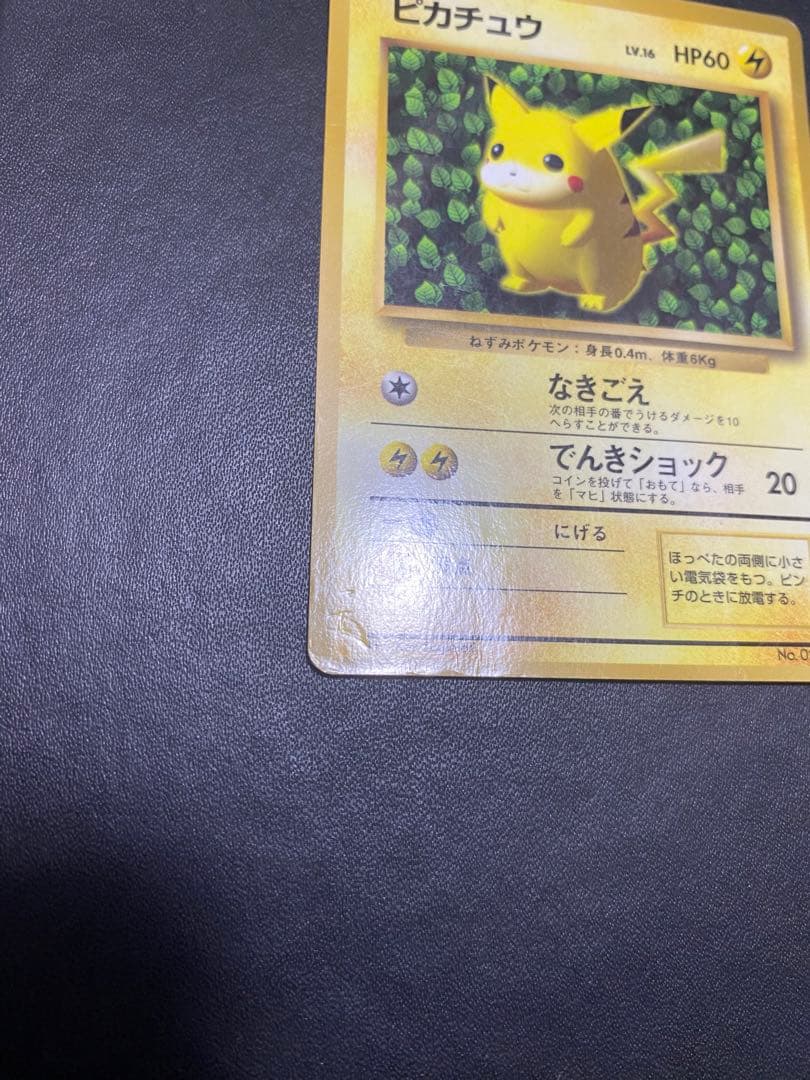 ピカチュウ
LV.16 HP60
ねずみポケモン：身長0.4m、体重6Kg
なきごえ
次の相手の番でうけるダメージを10
へらすことができる。
でんきショック 20
コインを投げて「おもて」なら、相手
を「マヒ」状態にする。
にげる
ほっぺたの両側に小さ
い電気袋をもつ。ピン
チのときに放電する。
No.0